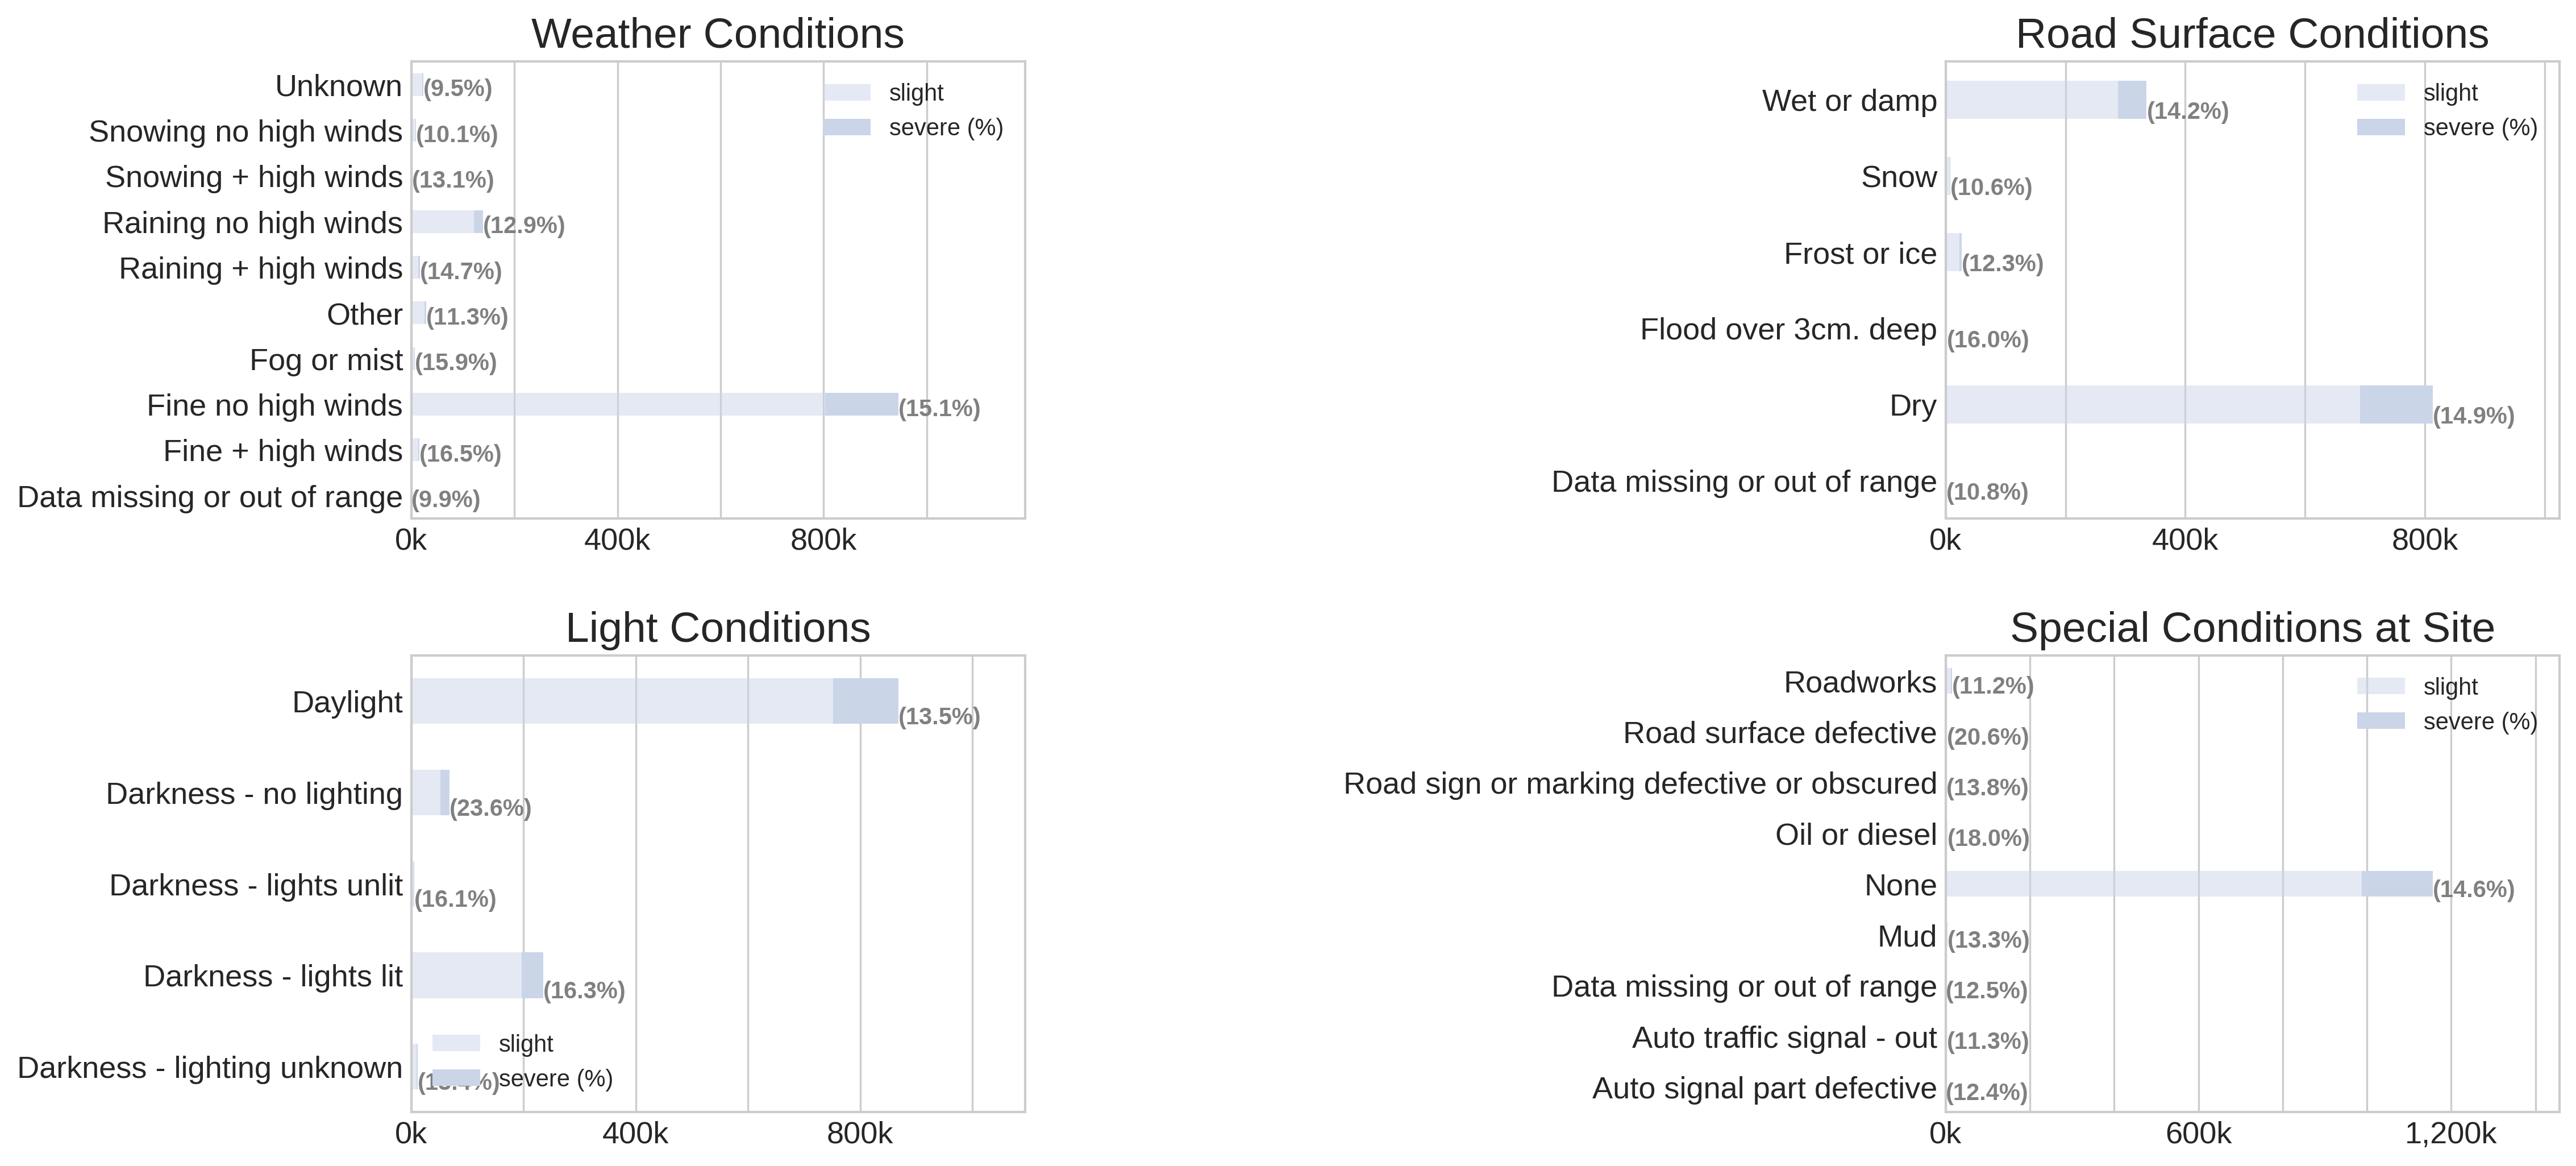 Weather Conditions
Unknown (9.5%)
Snowing no high winds (10.1%)
Snowing + high winds (13.1%)
Raining no high winds (12.9%)
Raining + high winds (14.7%)
Other (11.3%)
Fog or mist (15.9%)
Fine no high winds (15.1%)
Fine + high winds (16.5%)
Data missing or out of range (9.9%)
slight
severe (%)
0k 400k 800k
Road Surface Conditions
Wet or damp (14.2%)
Snow (10.6%)
Frost or ice (12.3%)
Flood over 3cm. deep (16.0%)
Dry (14.9%)
Data missing or out of range (10.8%)
slight
severe (%)
0k 400k 800k
Light Conditions
Daylight (13.5%)
Darkness - no lighting (23.6%)
Darkness - lights unlit (16.1%)
Darkness - lights lit (16.3%)
Darkness - lighting unknown
slight
severe (%)
0k 400k 800k
Special Conditions at Site
Roadworks (11.2%)
Road surface defective (20.6%)
Road sign or marking defective or obscured (13.8%)
Oil or diesel (18.0%)
None (14.6%)
Mud (13.3%)
Data missing or out of range (12.5%)
Auto traffic signal - out (11.3%)
Auto signal part defective (12.4%)
slight
severe (%)
0k 600k 1,200k